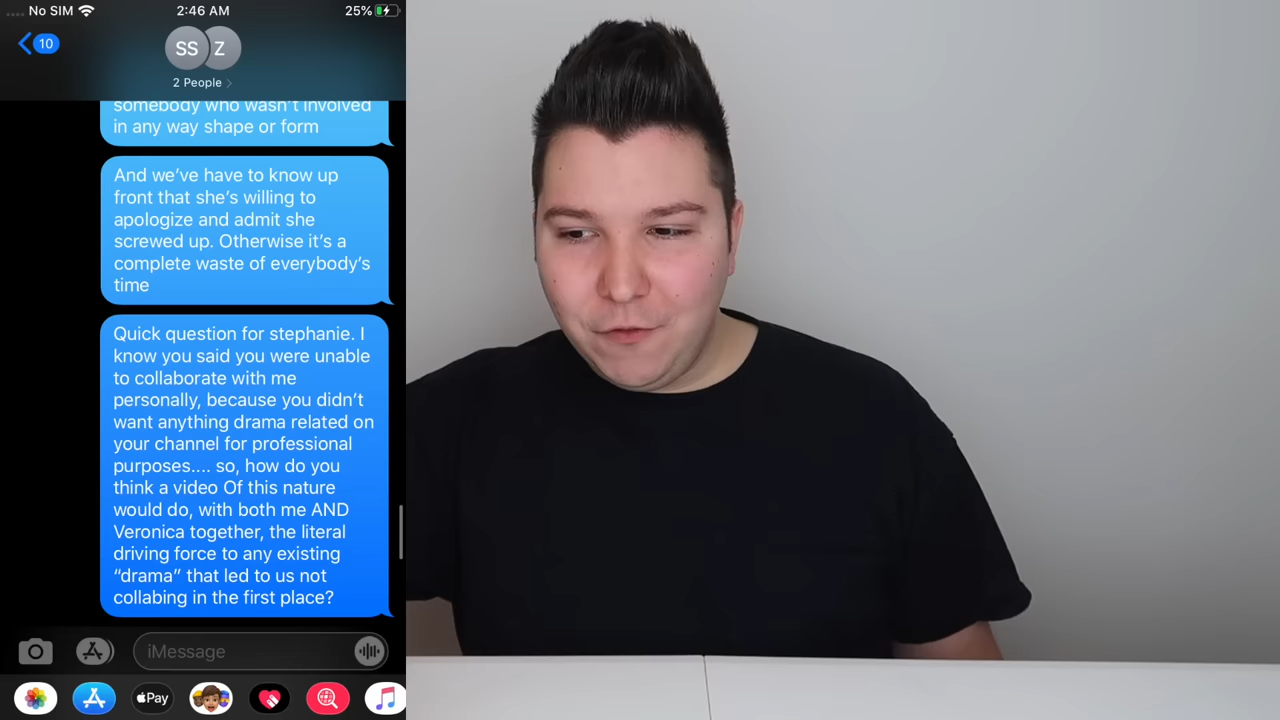 No SIM
2:46 AM
25%
10
SS
Z
2 People
somebody who wasn't involved
in any way shape or form
And we've have to know up
front that she's willing to
apologize and admit she
screwed up. Otherwise it's a
complete waste of everybody's
time
Quick question for stephanie. I
know you said you were unable
to collaborate with me
personally, because you didn't
want anything drama related on
your channel for professional
purposes.... so, how do you
think a video Of this nature
would do, with both me AND
Veronica together, the literal
driving force to any existing
“drama” that led to us not
collabing in the first place?
iMessage
Pay